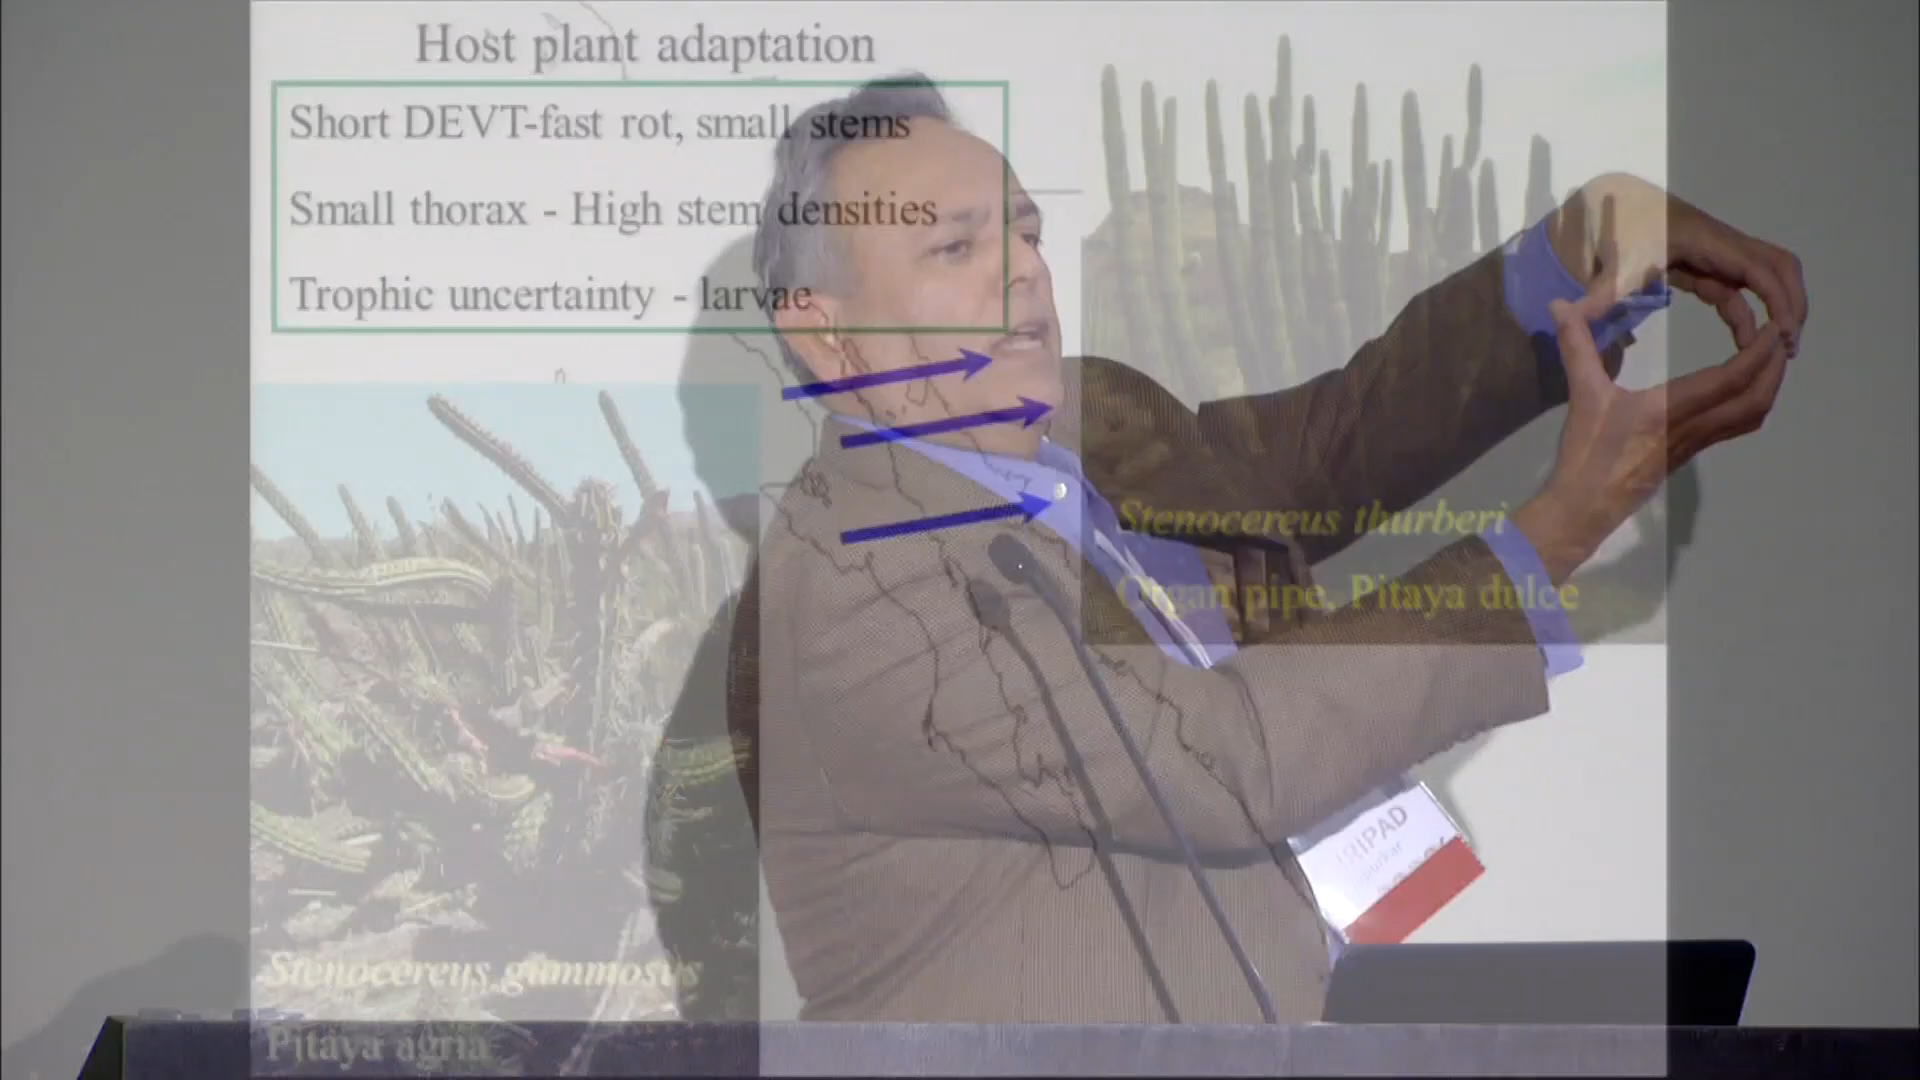 Host plant adaptation
Short DEVT-fast rot, small stems
Small thorax - High stem densities
Trophic uncertainty - larvae
Stenocereus thurberi
Organ pipe, Pitaya dulce
RIPAD
Stenocereus gummosus
Pitaya agria